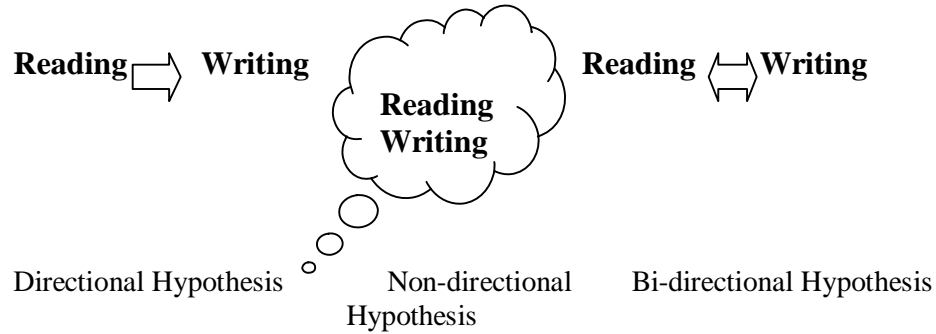 Reading Writing Reading Writing
Reading
Writing
Directional Hypothesis Non-directional Bi-directional Hypothesis
Hypothesis